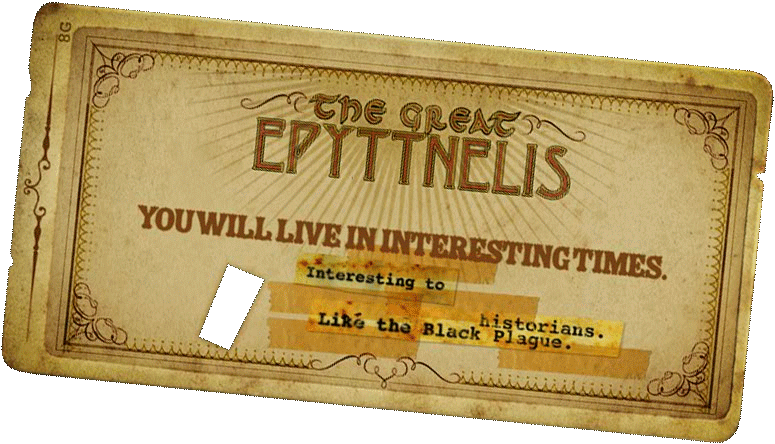 8G
THE GREAT
EPYTTNELIS
YOU WILL LIVE IN INTERESTING TIMES.
Interesting to
historians.
Like the Black Plague.